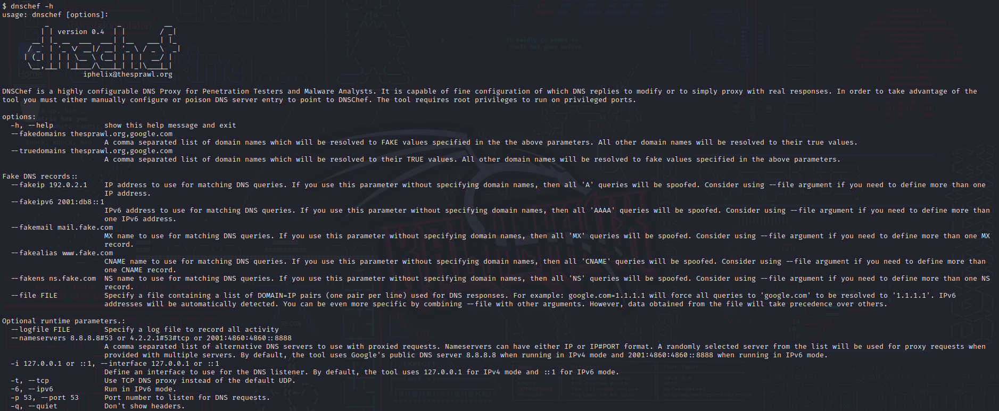 $ dnschef -h
usage: dnschef [options]:
          _                _          __
         | | version 0.4  | |        / _|
       __| |_ __  ___  ___| |__   ___| |_
      / _` | '_ \/ __|/ __| '_ \ / _ \  _|
     | (_| | | | \__ \ (__| | | |  __/ |
      \__,_|_| |_|___/\___|_| |_|\___|_|
                   iphelix@thesprawl.org
DNSChef is a highly configurable DNS Proxy for Penetration Testers and Malware Analysts. It is capable of fine configuration of which DNS replies to modify or to simply proxy with real responses. In order to take advantage of the
tool you must either manually configure or poison DNS server entry to point to DNSChef. The tool requires root privileges to run on privileged ports.
options:
-h, --help show this help message and exit
--fakedomains thesprawl.org,google.com
A comma separated list of domain names which will be resolved to FAKE values specified in the the above parameters. All other domain names will be resolved to their true values.
--truedomains thesprawl.org,google.com
A comma separated list of domain names which will be resolved to their TRUE values. All other domain names will be resolved to fake values specified in the above parameters.
Fake DNS records::
--fakeip 192.0.2.1 IP address to use for matching DNS queries. If you use this parameter without specifying domain names, then all 'A' queries will be spoofed. Consider using --file argument if you need to define more than one
IP address.
--fakeipv6 2001:db8::1
IPv6 address to use for matching DNS queries. If you use this parameter without specifying domain names, then all 'AAAA' queries will be spoofed. Consider using --file argument if you need to define more than
one IPv6 address.
--fakemail mail.fake.com
MX name to use for matching DNS queries. If you use this parameter without specifying domain names, then all 'MX' queries will be spoofed. Consider using --file argument if you need to define more than one MX
record.
--fakealias www.fake.com
CNAME name to use for matching DNS queries. If you use this parameter without specifying domain names, then all 'CNAME' queries will be spoofed. Consider using --file argument if you need to define more than
one CNAME record.
--fakens ns.fake.com NS name to use for matching DNS queries. If you use this parameter without specifying domain names, then all 'NS' queries will be spoofed. Consider using --file argument if you need to define more than one NS
record.
--file FILE Specify a file containing a list of DOMAIN=IP pairs (one pair per line) used for DNS responses. For example: google.com=1.1.1.1 will force all queries to 'google.com' to be resolved to '1.1.1.1'. IPv6
addresses will be automatically detected. You can be even more specific by combining --file with other arguments. However, data obtained from the file will take precedence over others.
Optional runtime parameters.:
--logfile FILE Specify a log file to record all activity
--nameservers 8.8.8.8#53 or 4.2.2.1#53#tcp or 2001:4860:4860::8888
A comma separated list of alternative DNS servers to use with proxied requests. Nameservers can have either IP or IP#PORT format. A randomly selected server from the list will be used for proxy requests when
provided with multiple servers. By default, the tool uses Google's public DNS server 8.8.8.8 when running in IPv4 mode and 2001:4860:4860::8888 when running in IPv6 mode.
-i 127.0.0.1 or ::1, --interface 127.0.0.1 or ::1
Define an interface to use for the DNS listener. By default, the tool uses 127.0.0.1 for IPv4 mode and ::1 for IPv6 mode.
-t, --tcp Use TCP DNS proxy instead of the default UDP.
-6, --ipv6 Run in IPv6 mode.
-p 53, --port 53 Port number to listen for DNS requests.
-q, --quiet Don't show headers.
Home
To boldly go where no
shell has gone before
RECON
EXPLOIT